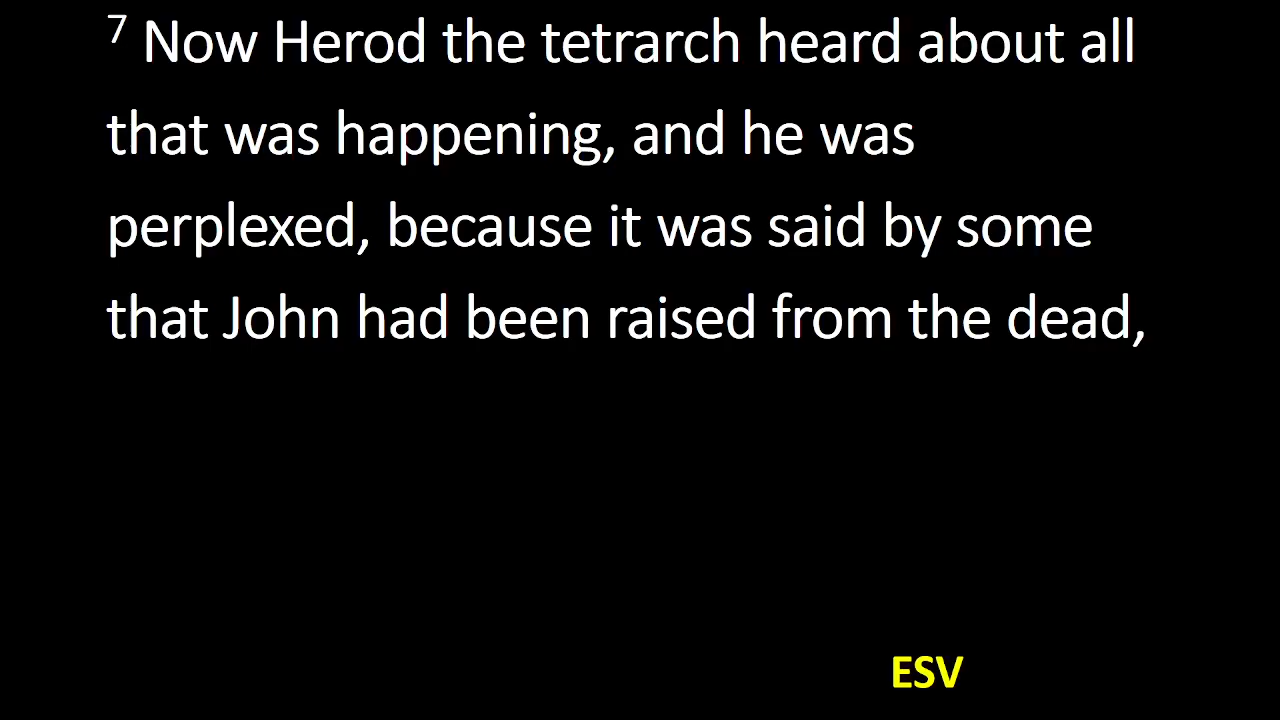 7 Now Herod the tetrarch heard about all
that was happening, and he was
perplexed, because it was said by some
that John had been raised from the dead,
ESV